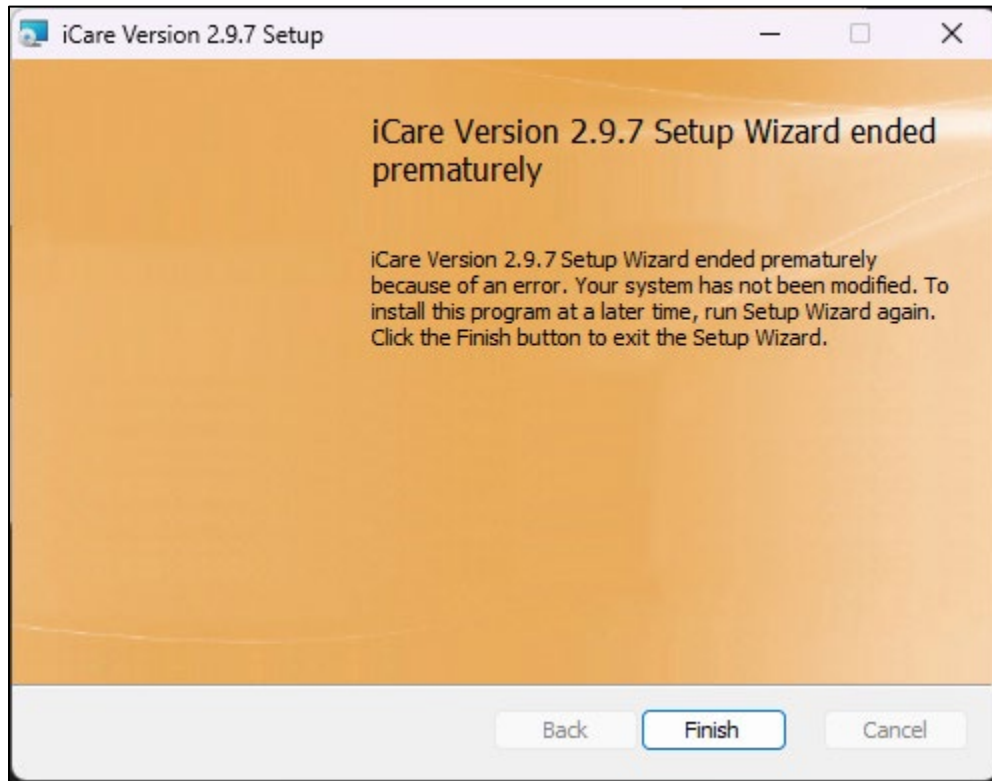 iCare Version 2.9.7 Setup
iCare Version 2.9.7 Setup Wizard ended
prematurely
iCare Version 2.9.7 Setup Wizard ended prematurely
because of an error. Your system has not been modified. To
install this program at a later time, run Setup Wizard again.
Click the Finish button to exit the Setup Wizard.
Back Finish Cancel